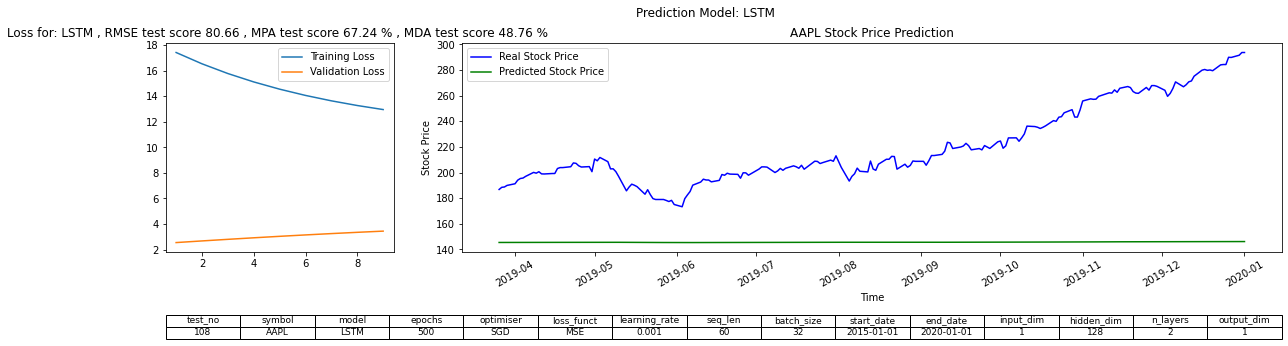 Prediction Model: LSTM
Loss for: LSTM , RMSE test score 80.66 , MPA test score 67.24 % , MDA test score 48.76 %
Training Loss
Validation Loss
18
16
14
12
10
8
6
4
2
2 4 6 8
AAPL Stock Price Prediction
Real Stock Price
Predicted Stock Price
Stock Price
300
280
260
240
220
200
180
160
140
2019-04 2019-05 2019-06 2019-07 2019-08 2019-09 2019-10 2019-11 2019-12 2020-01
Time
test_no symbol model epochs optimiser loss_funct learning_rate seq_len batch_size start_date end_date input_dim hidden_dim n_layers output_dim
108 AAPL LSTM 500 SGD MSE 0.001 60 32 2015-01-01 2020-01-01 1 128 2 1